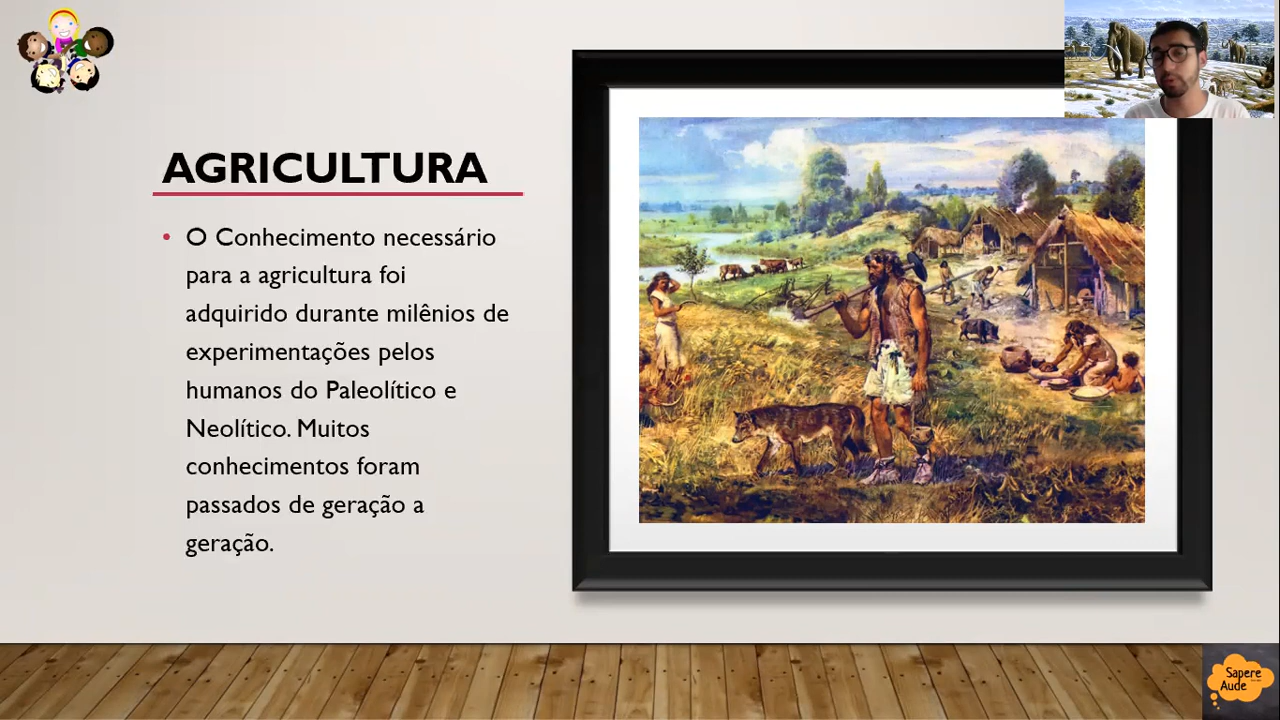 AGRICULTURA
• O Conhecimento necessário
para a agricultura foi
adquirido durante milênios de
experimentações pelos
humanos do Paleolítico e
Neolítico. Muitos
conhecimentos foram
passados de geração a
geração.
Sapere
Aude